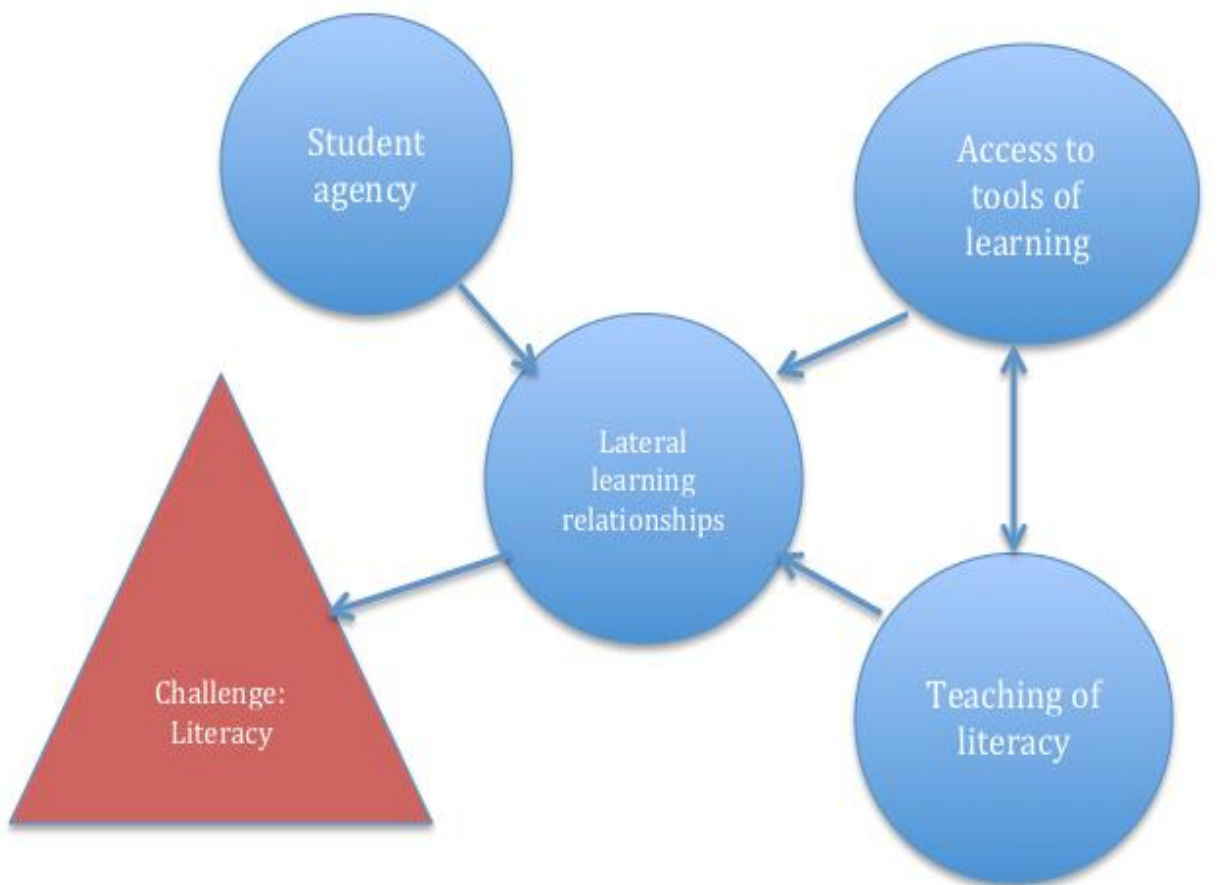 Student
agency
Access to
tools of
learning
Lateral
learning
relationships
Challenge:
Literacy
Teaching of
literacy